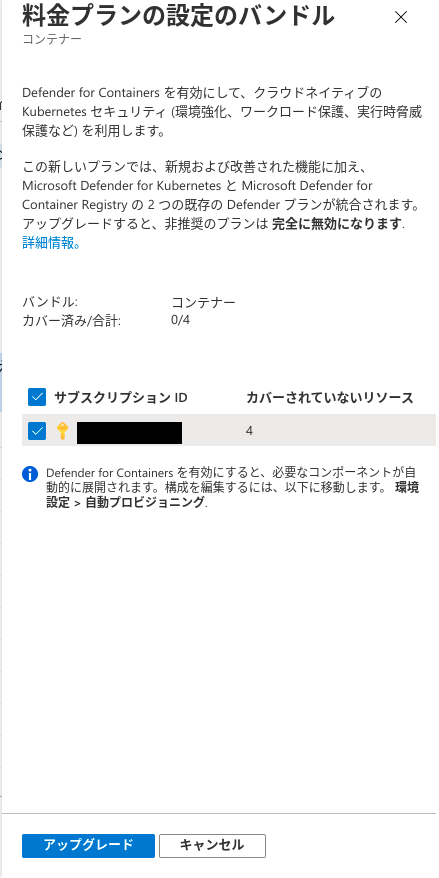 料金プランの設定のバンドル
コンテナー
Defender for Containers を有効にして、クラウドネイティブの
Kubernetes セキュリティ (環境強化、ワークロード保護、実行時脅威
保護など) を利用します。
この新しいプランでは、新規および改善された機能に加え、
Microsoft Defender for Kubernetes と Microsoft Defender for
Container Registry の 2 つの既存の Defender プランが統合されます。
アップグレードすると、非推奨のプランは 完全に無効になります.
詳細情報。
バンドル: コンテナー
カバー済み/合計: 0/4
サブスクリプション ID カバーされていないリソース
4
Defender for Containers を有効にすると、必要なコンポーネントが自
動的に展開されます。構成を編集するには、以下に移動します。 環境
設定 > 自動プロビジョニング.
アップグレード キャンセル